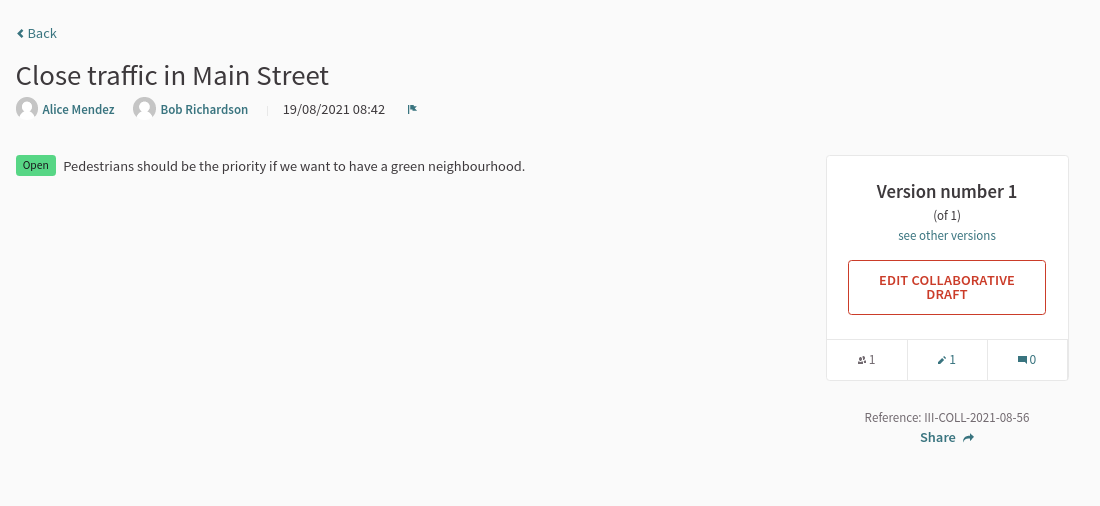 Back
Close traffic in Main Street
Alice Mendez Bob Richardson 19/08/2021 08:42
Open Pedestrians should be the priority if we want to have a green neighbourhood.
Version number 1
(of 1)
see other versions
EDIT COLLABORATIVE
DRAFT
1 1 0
Reference: III-COLL-2021-08-56
Share